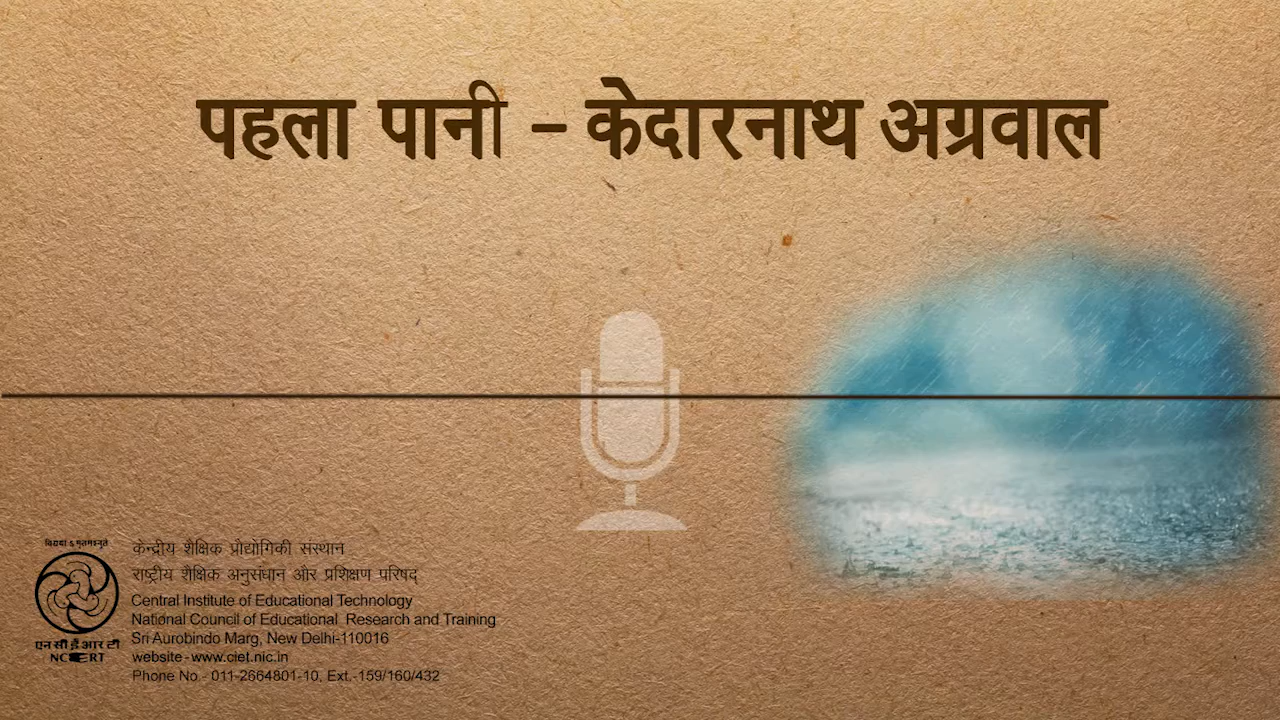 पहला पानी – केदारनाथ अग्रवाल
विद्यया ऽ मृतमश्नुते
एन सी ई आर टी
NCERT
केन्द्रीय शैक्षिक प्रौद्योगिकी संस्थान
राष्ट्रीय शैक्षिक अनुसंधान और प्रशिक्षण परिषद्
Central Institute of Educational Technology
National Council of Educational Research and Training
Sri Aurobindo Marg, New Delhi-110016
website - www.ciet.nic.in
Phone No.- 011-2664801-10, Ext.-159/160/432